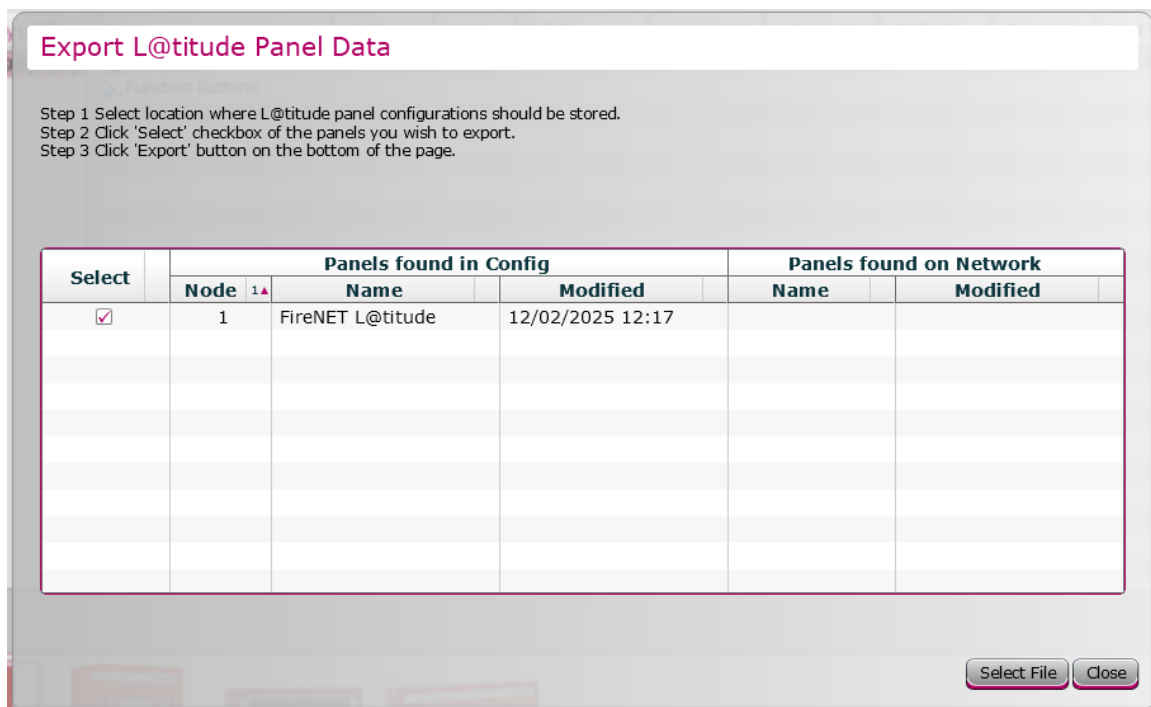 Export L@titude Panel Data
Function Buttons
Step 1 Select location where L@titude panel configurations should be stored.
Step 2 Click 'Select' checkbox of the panels you wish to export.
Step 3 Click 'Export' button on the bottom of the page.
Select Panels found in Config Panels found on Network
Node 1 Name Modified Name Modified
1 FireNET L@titude 12/02/2025 12:17
Select File Close